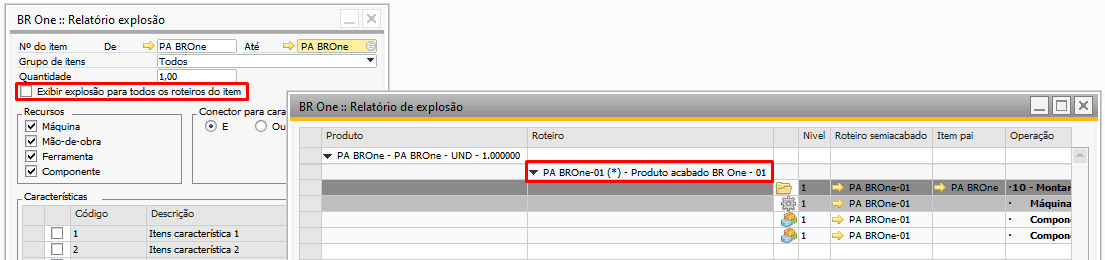 BR One :: Relatório explosão
Nº do item De PA BROne Até PA BROne
Grupo de itens Todos
Quantidade 1,00
Exibir explosão para todos os roteiros do item
Recursos
Máquina
Mão-de-obra
Ferramenta
Componente
Conector para cara
E Ou
Características
Código Descrição
1 Itens característica 1
2 Itens característica 2
BR One :: Relatório de explosão
Produto Roteiro Nivel Roteiro semiacabado Item pai Operação
PA BROne - PA BROne - UND - 1.000000
PA BROne-01 (*) - Produto acabado BR One - 01
1 PA BROne-01 PA BROne ·10 - Montar
1 PA BROne-01 · Máquina
1 PA BROne-01 · Compon
1 PA BROne-01 · Compon